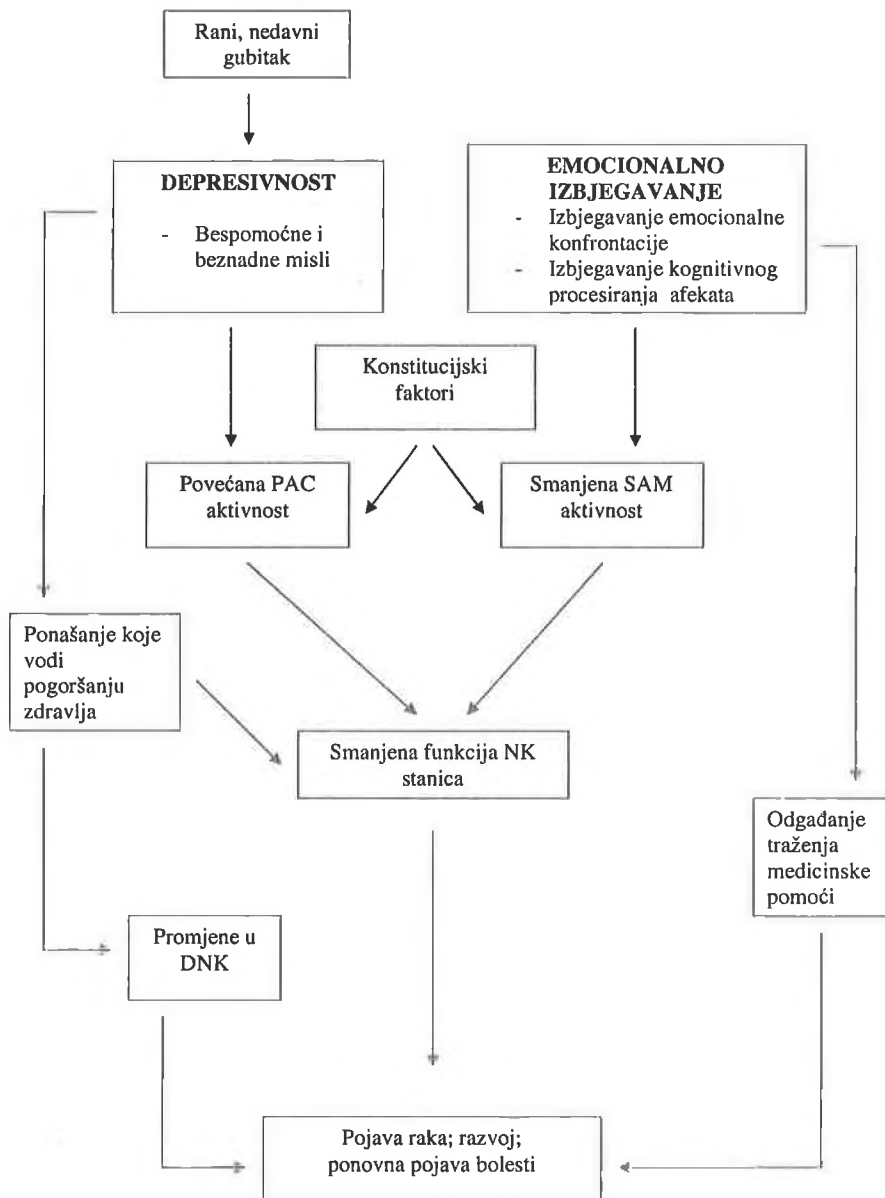 Rani, nedavni
gubitak
DEPRESIVNOST
- Bespomoćne i
beznadne misli
EMOCIONALNO
IZBJEGAVANJE
- Izbjegavanje emocionalne
konfrontacije
- Izbjegavanje kognitivnog
procesiranja afekata
Konstitucijski
faktori
Povećana PAC
aktivnost
Smanjena SAM
aktivnost
Ponašanje koje
vodi
pogoršanju
zdravlja
Smanjena funkcija NK
stanica
Odgađanje
traženja
medicinske
pomoći
Promjene u
DNK
Pojava raka; razvoj;
ponovna pojava bolesti